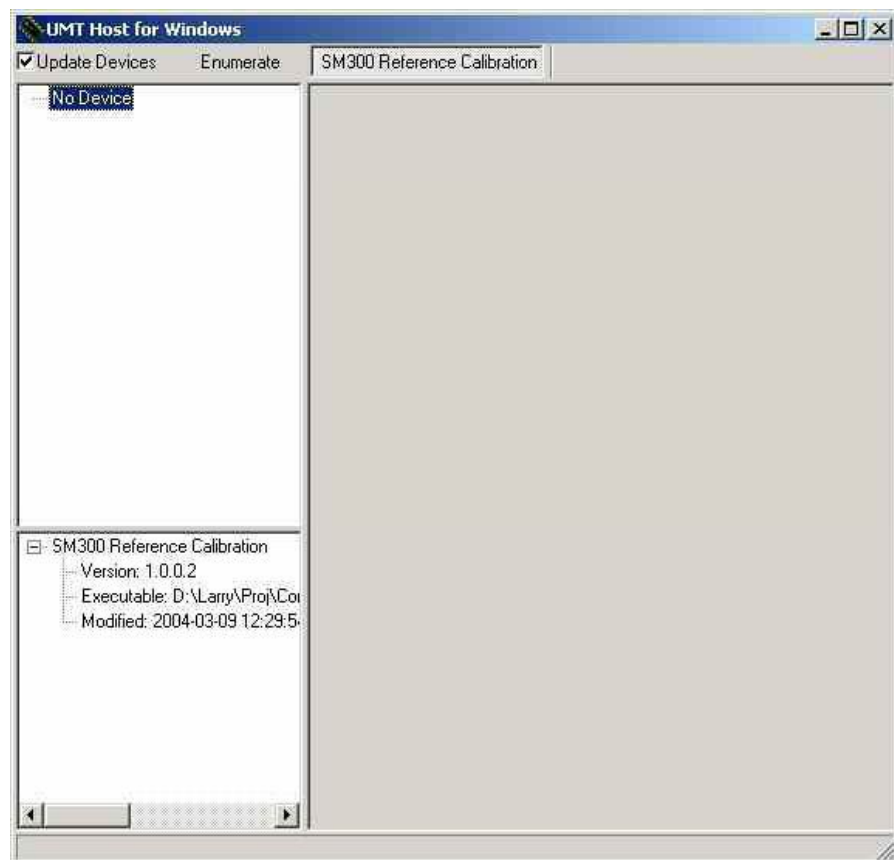 UMT Host for Windows
Update Devices Enumerate SM300 Reference Calibration
No Device
SM300 Reference Calibration
Version: 1.0.0.2
Executable: D:\Larry\Proj\Co
Modified: 2004-03-09 12:29:5